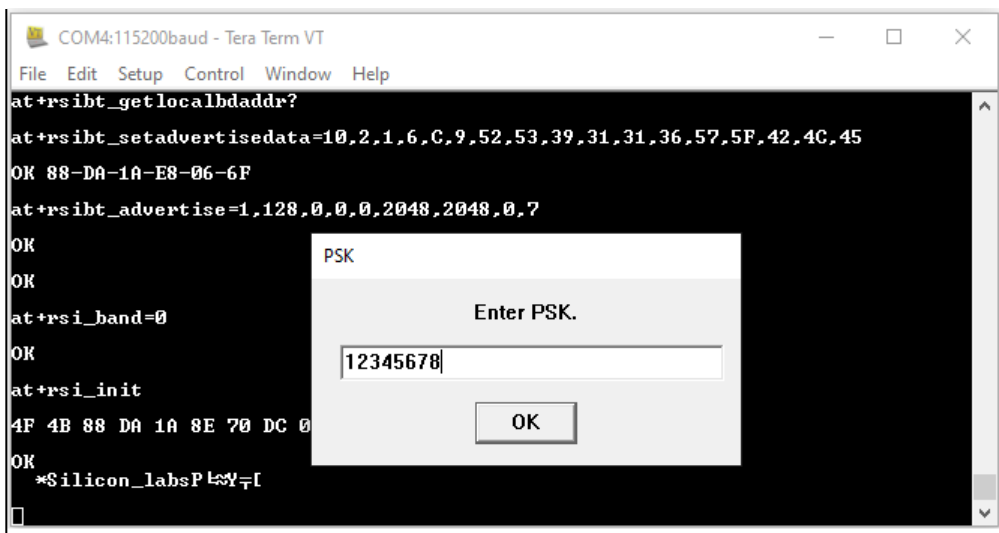 COM4:115200baud - Tera Term VT
File Edit Setup Control Window Help
at+rsibt_getlocalbdaddr?
at+rsibt_setadvertisedata=10,2,1,6,C,9,52,53,39,31,31,36,57,5F,42,4C,45
OK 88-DA-1A-E8-06-6F
at+rsibt_advertise=1,128,0,0,0,2048,2048,0,7
OK
OK
at+rsi_band=0
OK
at+rsi_init
4F 4B 88 DA 1A 8E 70 DC 0
OK
*Silicon_labsP
PSK
Enter PSK.
12345678
OK